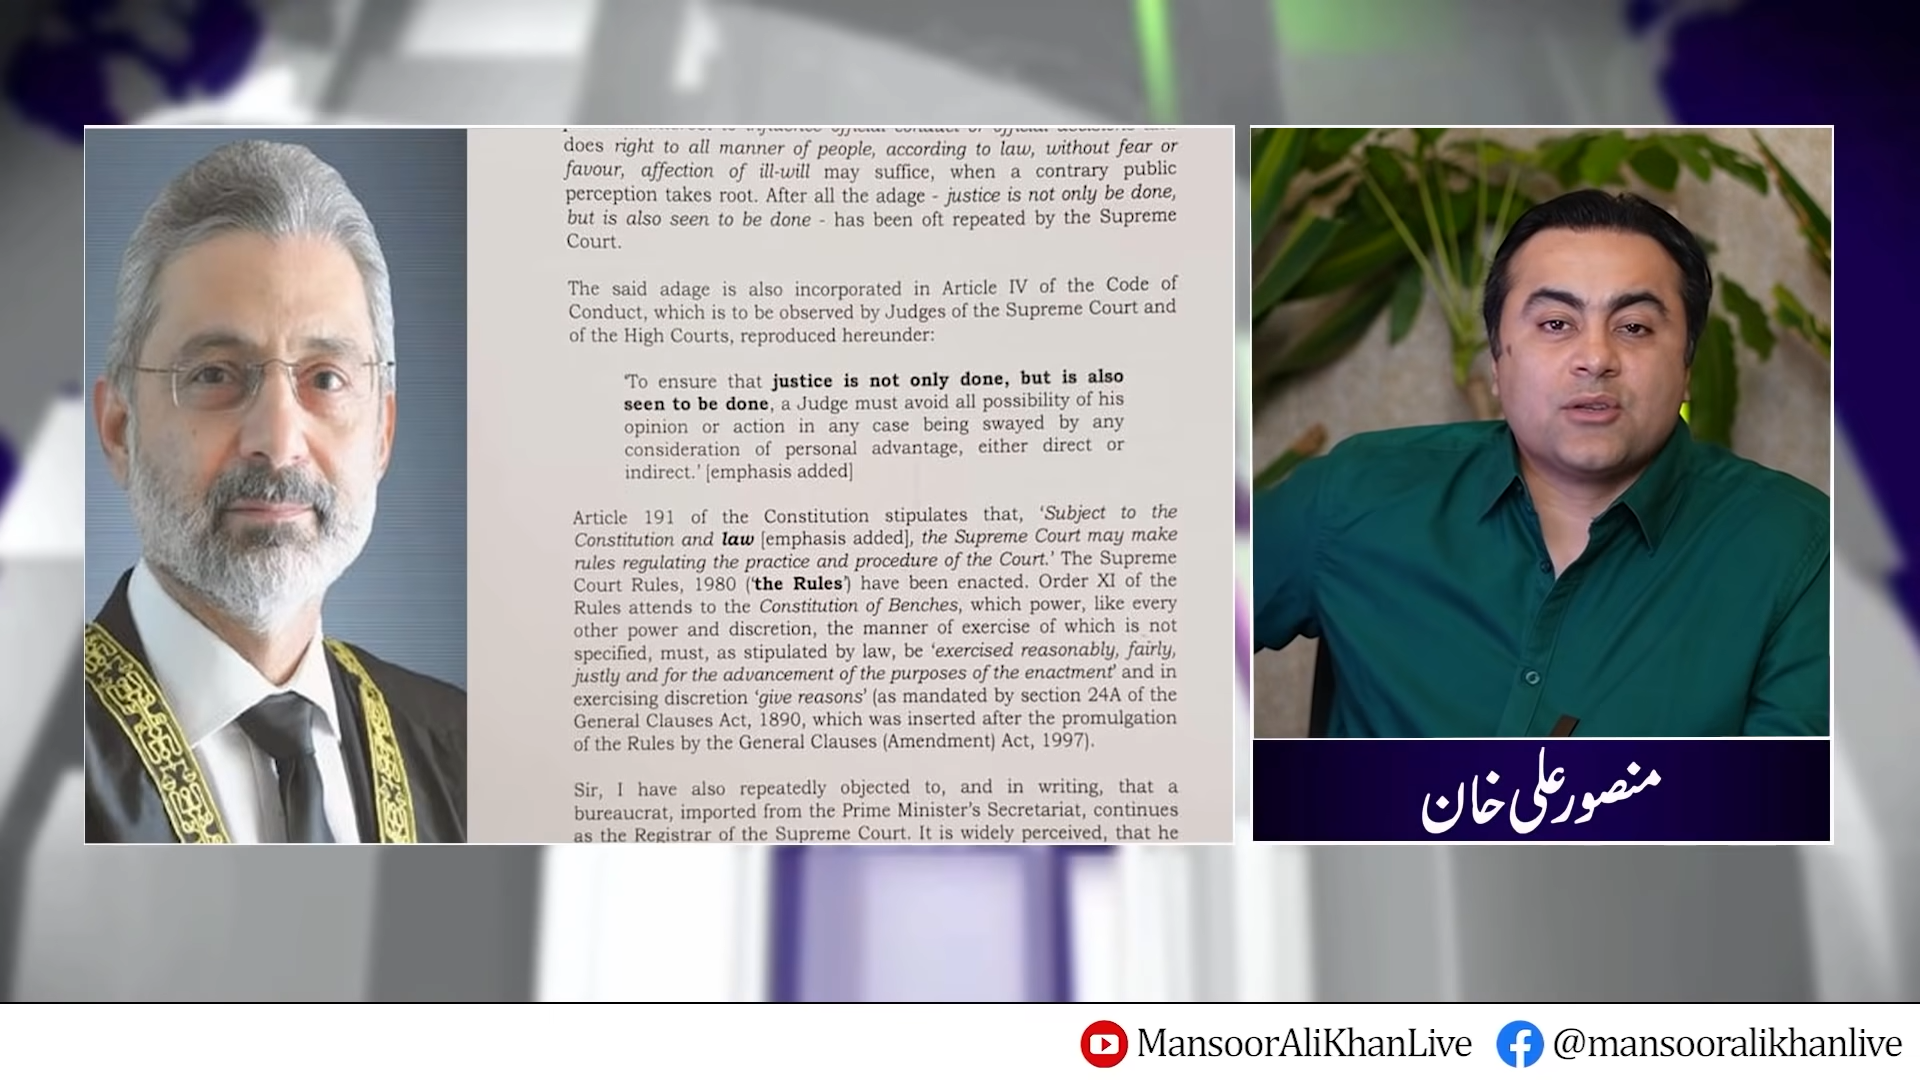 does right to all manner of people, according to law, without fear or
favour, affection of ill-will may suffice, when a contrary public
perception takes root. After all the adage - justice is not only be done,
but is also seen to be done - has been oft repeated by the Supreme
Court.
The said adage is also incorporated in Article IV of the Code of
Conduct, which is to be observed by Judges of the Supreme Court and
of the High Courts, reproduced hereunder:
‘To ensure that justice is not only done, but is also
seen to be done, a Judge must avoid all possibility of his
opinion or action in any case being swayed by any
consideration of personal advantage, either direct or
indirect.’ [emphasis added]
Article 191 of the Constitution stipulates that, ‘Subject to the
Constitution and law [emphasis added], the Supreme Court may make
rules regulating the practice and procedure of the Court.’ The Supreme
Court Rules, 1980 (‘the Rules’) have been enacted. Order XI of the
Rules attends to the Constitution of Benches, which power, like every
other power and discretion, the manner of exercise of which is not
specified, must, as stipulated by law, be ‘exercised reasonably, fairly,
justly and for the advancement of the purposes of the enactment’ and in
exercising discretion ‘give reasons’ (as mandated by section 24A of the
General Clauses Act, 1890, which was inserted after the promulgation
of the Rules by the General Clauses (Amendment) Act, 1997).
Sir, I have also repeatedly objected to, and in writing, that a
bureaucrat, imported from the Prime Minister’s Secretariat, continues
as the Registrar of the Supreme Court. It is widely perceived, that he
منصور علی خان
MansoorAliKhanLive
@mansooralikhanlive